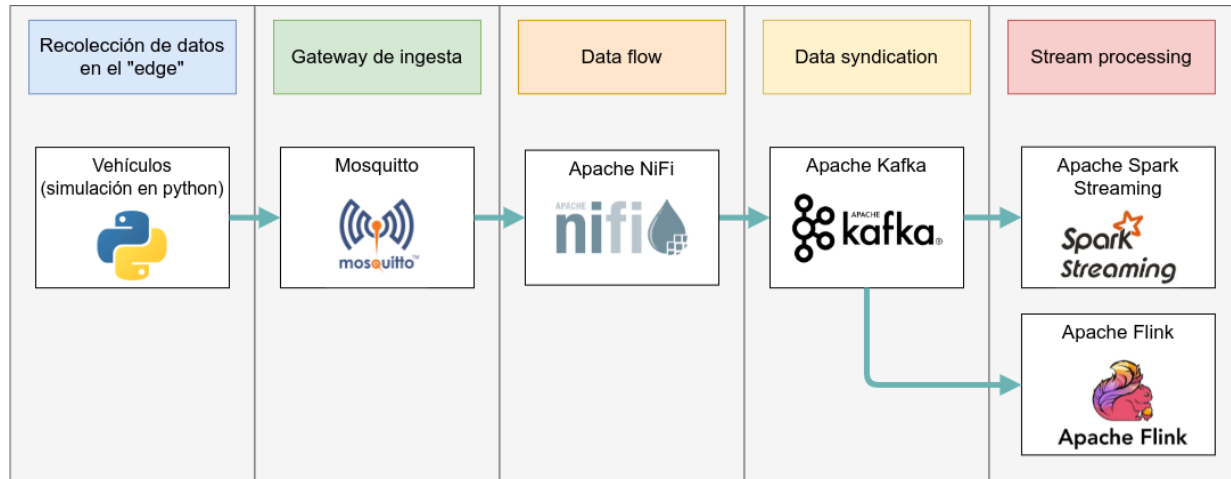 Recolección de datos
en el "edge"
Gateway de ingesta
Data flow
Data syndication
Stream processing
Vehículos
(simulación en python)
Mosquitto
mosquitto™
Apache NiFi
APACHE
nifi
Apache Kafka
APACHE
kafka®
Apache Spark
Streaming
Spark
Streaming
Apache Flink
Apache Flink